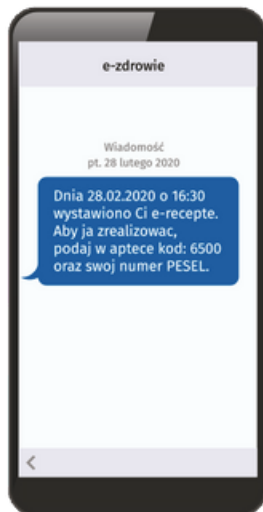 e-zdrowie
Wiadomość
pt. 28 lutego 2020
Dnia 28.02.2020 o 16:30
wystawiono Ci e-recepte.
Aby ja zrealizowac,
podaj w aptece kod: 6500
oraz swoj numer PESEL.